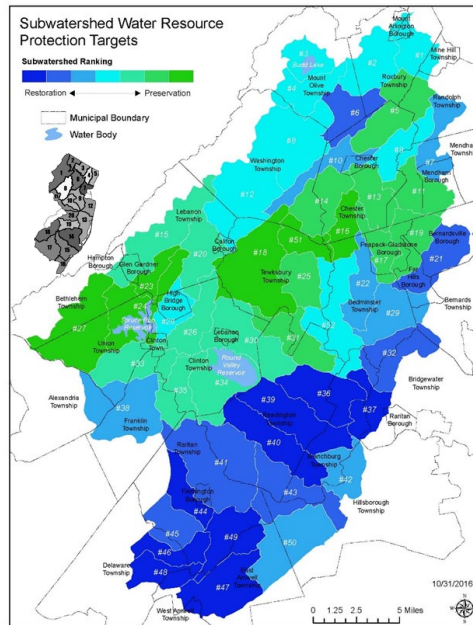 Subwatershed Water Resource
Protection Targets
Subwatershed Ranking
Restoration
Preservation
Municipal Boundary
Water Body
Mount
Arlington
Borough
Mine Hill
Township
#3
Budd Lake
#2
#1
Mount
Olive
Township
Roxbury
Township
#4
Randolph
Township
#6
#5
Mendham
Township
#8
Washington
Township
#10
Chester
Borough
#7
Mendham
Borough
#12
#14
#13
#11
Lebanon
Township
Chester
Township
#15
#16
#19
Bernardsville
Borough
Califon
Borough
#51
Peapack-Gladstone
Borough
#20
#18
#17
#21
Hampton
Borough
Glen Gardner
Borough
Tewksbury
Township
#25
Far
Hills
Borough
#23
#22
Bethlehem
Township
#24
High
Bridge
Borough
Bedminster
Township
Bernards
Township
#27
#29
Reservoir
Clinton
Town
Union
Township
#28
Lebanon
Borough
#30
#31
#32
#33
Clinton
Township
Round
Valley
Reservoir
#34
Bridgewater
Township
Alexandria
Township
#35
#39
#36
#38
#37
Raritan
Borough
Franklin
Township
Readington
Township
#40
Raritan
Township
#41
Branchburg
Township
#42
#43
Hillsborough
Township
Flemington
Borough
#44
#45
#46
#49
#50
Delaware
Township
#48
East
Amwell
Township
#47
West Amwell
Township
10/31/2016
N
0 1.25 2.5 5 Miles